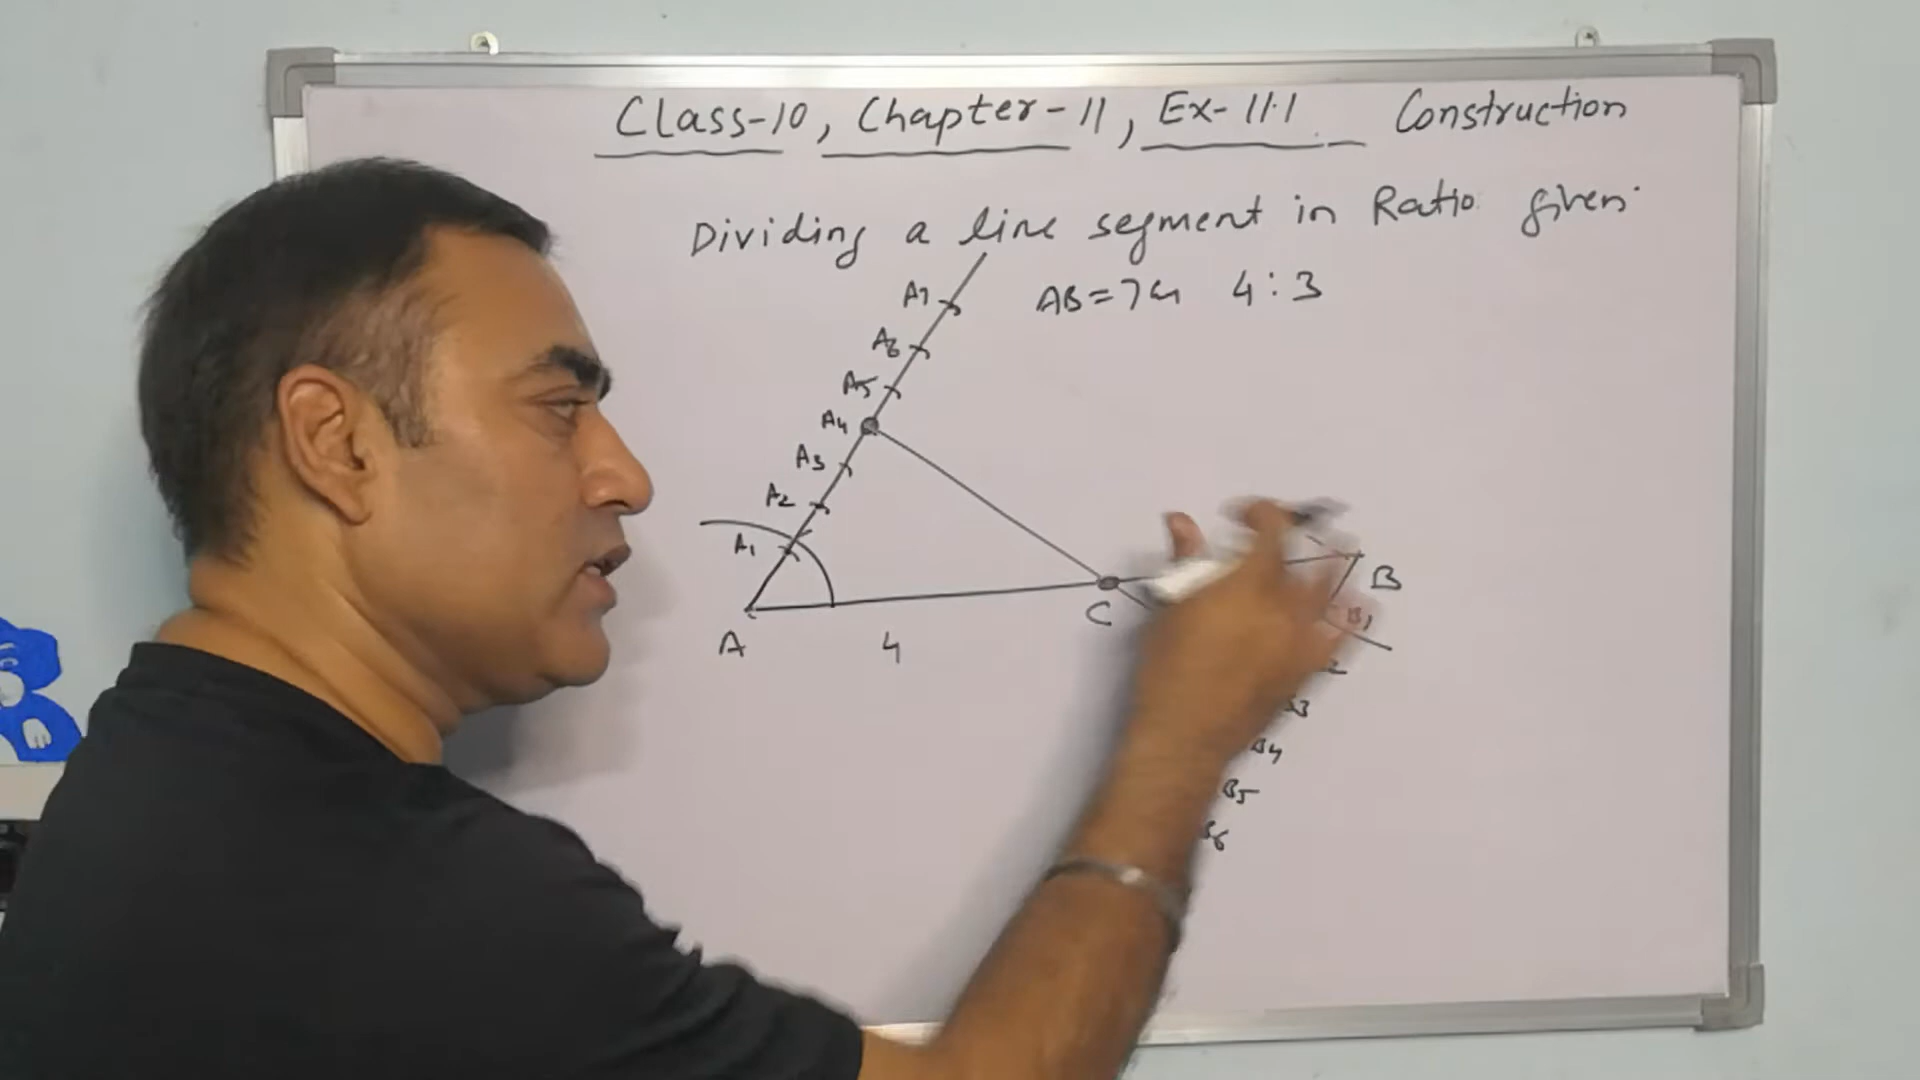 Class-10, Chapter-11, Ex-11.1 Construction
Dividing a line segment in Ratio given
AB=7cm 4:3
A7
A6
A5
A4
A3
A2
A1
A
4
C
B
B1
2
B4
B5